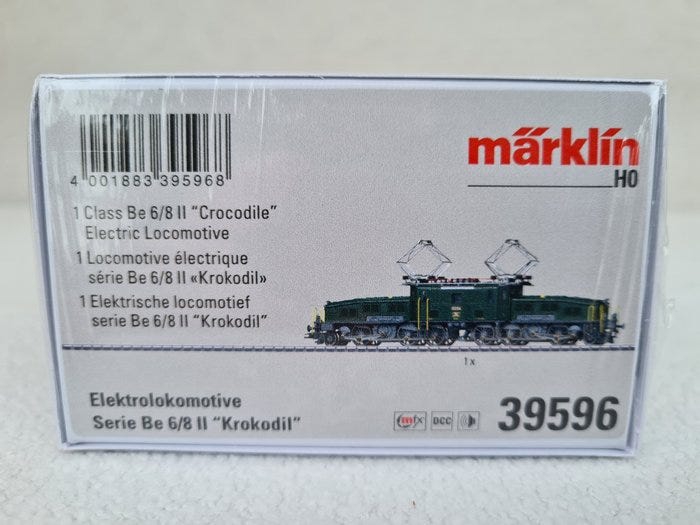 4 001883 395968
märklin
H0
1 Class Be 6/8 II "Crocodile"
Electric Locomotive
1 Locomotive électrique
série Be 6/8 II «Krokodil»
1 Elektrische locomotief
serie Be 6/8 II "Krokodil"
1x
Elektrolokomotive
Serie Be 6/8 II "Krokodil"
mfx
DCC
39596